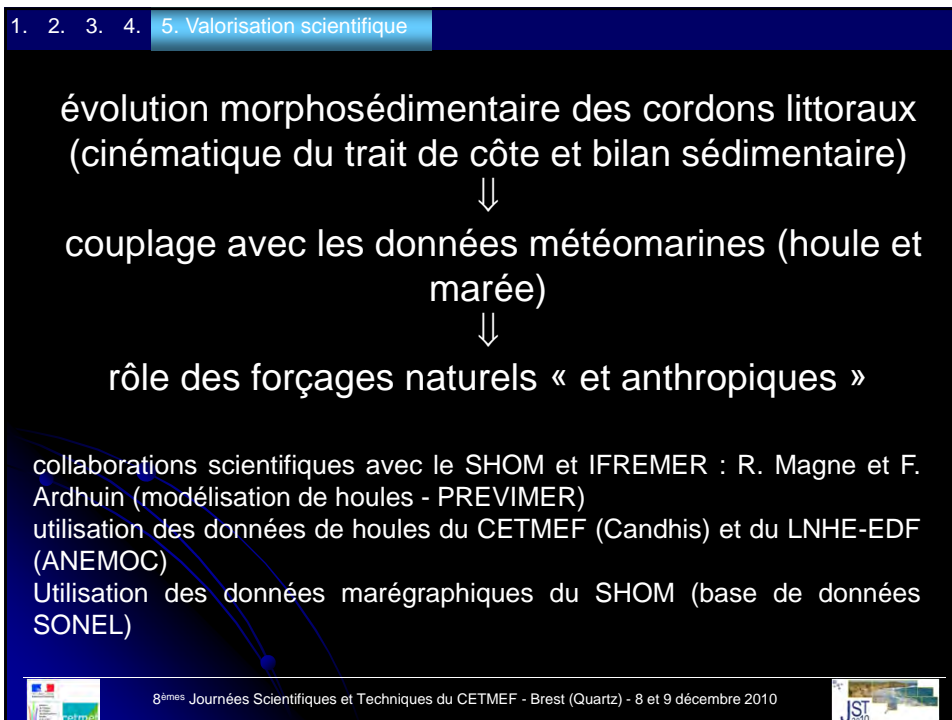 1. 2. 3. 4. 5. Valorisation scientifique
évolution morphosédimentaire des cordons littoraux
(cinématique du trait de côte et bilan sédimentaire)
⇓
couplage avec les données météomarines (houle et
marée)
⇓
rôle des forçages naturels « et anthropiques »
collaborations scientifiques avec le SHOM et IFREMER : R. Magne et F.
Ardhuin (modélisation de houles - PREVIMER)
utilisation des données de houles du CETMEF (Candhis) et du LNHE-EDF
(ANEMOC)
Utilisation des données marégraphiques du SHOM (base de données
SONEL)
8èmes Journées Scientifiques et Techniques du CETMEF - Brest (Quartz) - 8 et 9 décembre 2010
cetmef
JST